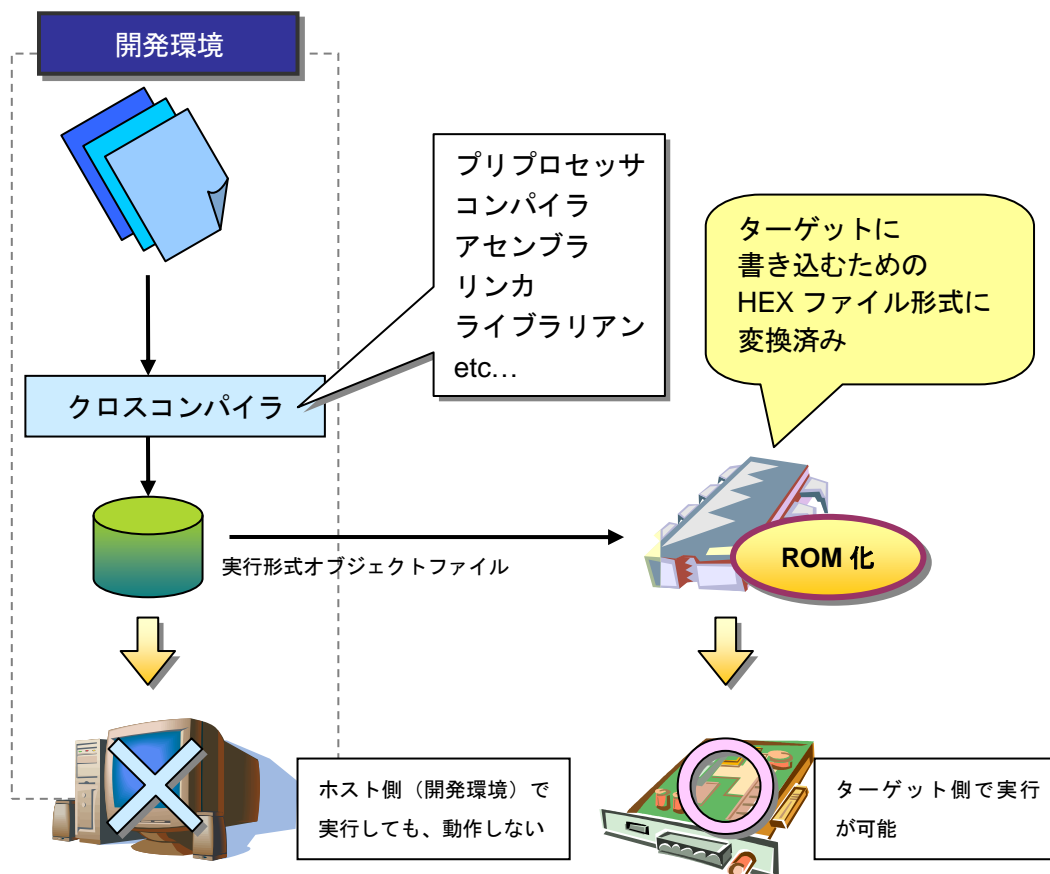 開発環境
プリプロセッサ
コンパイラ
アセンブラ
リンカ
ライブラリアン
etc…
ターゲットに
書き込むための
HEX ファイル形式に
変換済み
クロスコンパイラ
実行形式オブジェクトファイル
ROM 化
ホスト側（開発環境）で
実行しても、動作しない
ターゲット側で実行
が可能